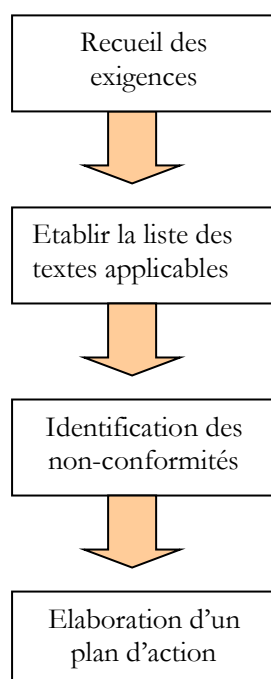 Recueil des
exigences
Etablir la liste des
textes applicables
Identification des
non-conformités
Elaboration d’un
plan d’action